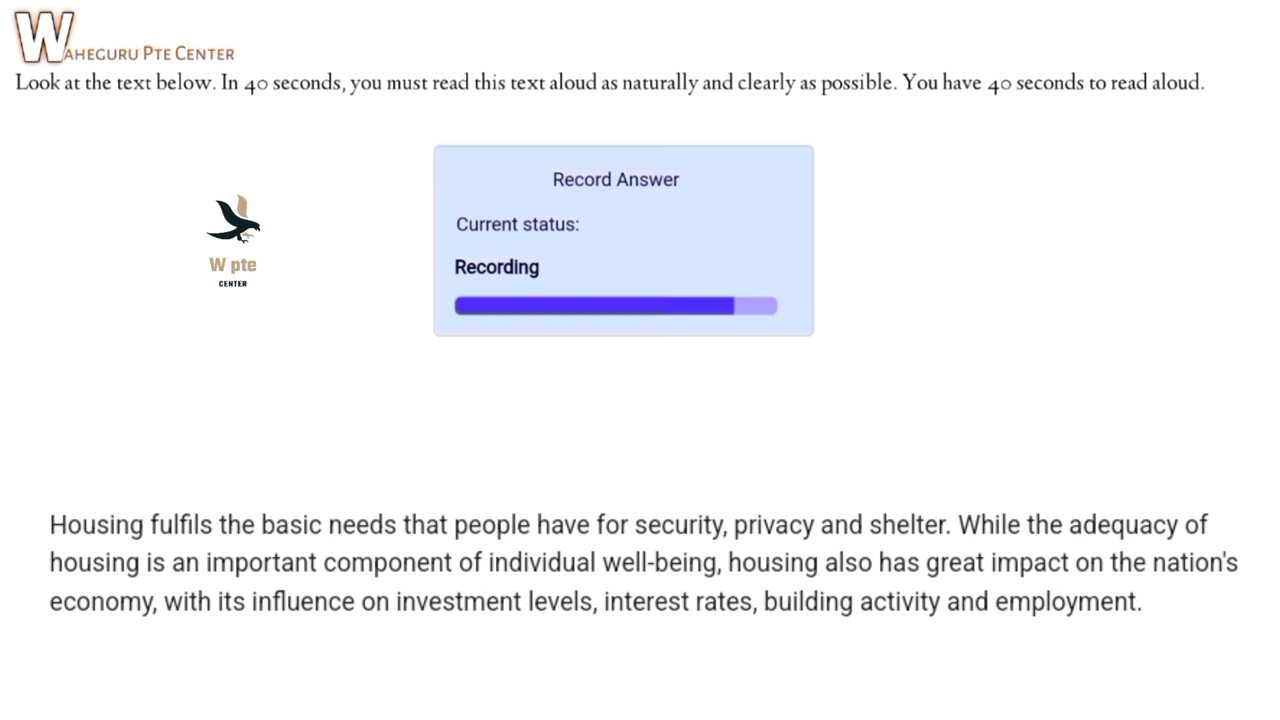 WAHEGURU PTE CENTER
Look at the text below. In 40 seconds, you must read this text aloud as naturally and clearly as possible. You have 40 seconds to read aloud.
Record Answer
Current status:
Recording
W pte
CENTER
Housing fulfils the basic needs that people have for security, privacy and shelter. While the adequacy of
housing is an important component of individual well-being, housing also has great impact on the nation's
economy, with its influence on investment levels, interest rates, building activity and employment.